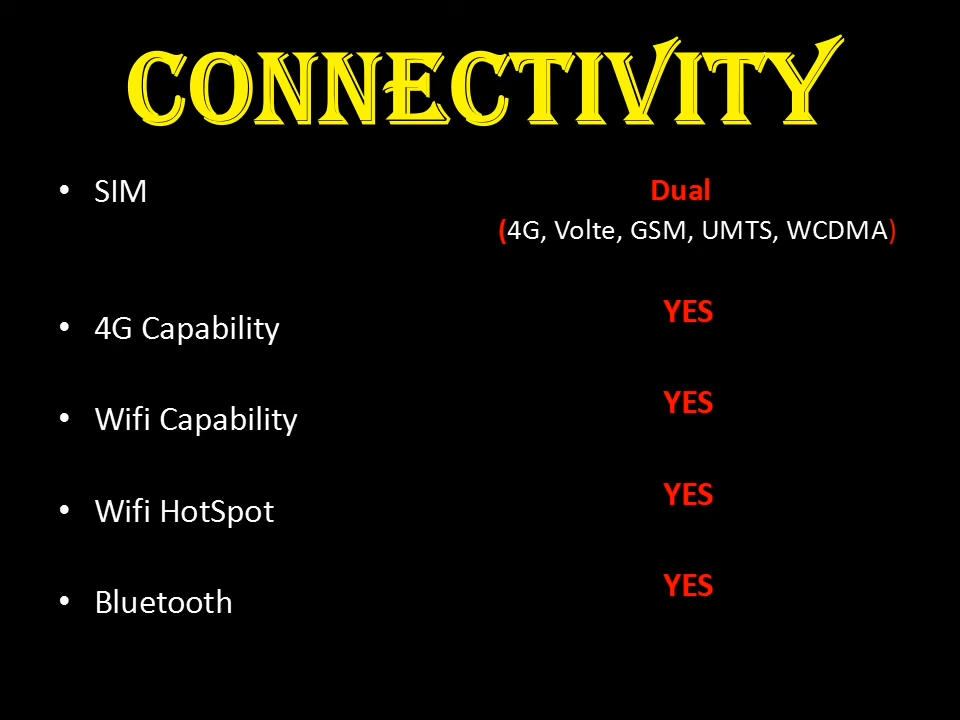 CONNECTIVITY
• SIM
Dual
(4G, Volte, GSM, UMTS, WCDMA)
• 4G Capability
YES
• Wifi Capability
YES
• Wifi HotSpot
YES
• Bluetooth
YES